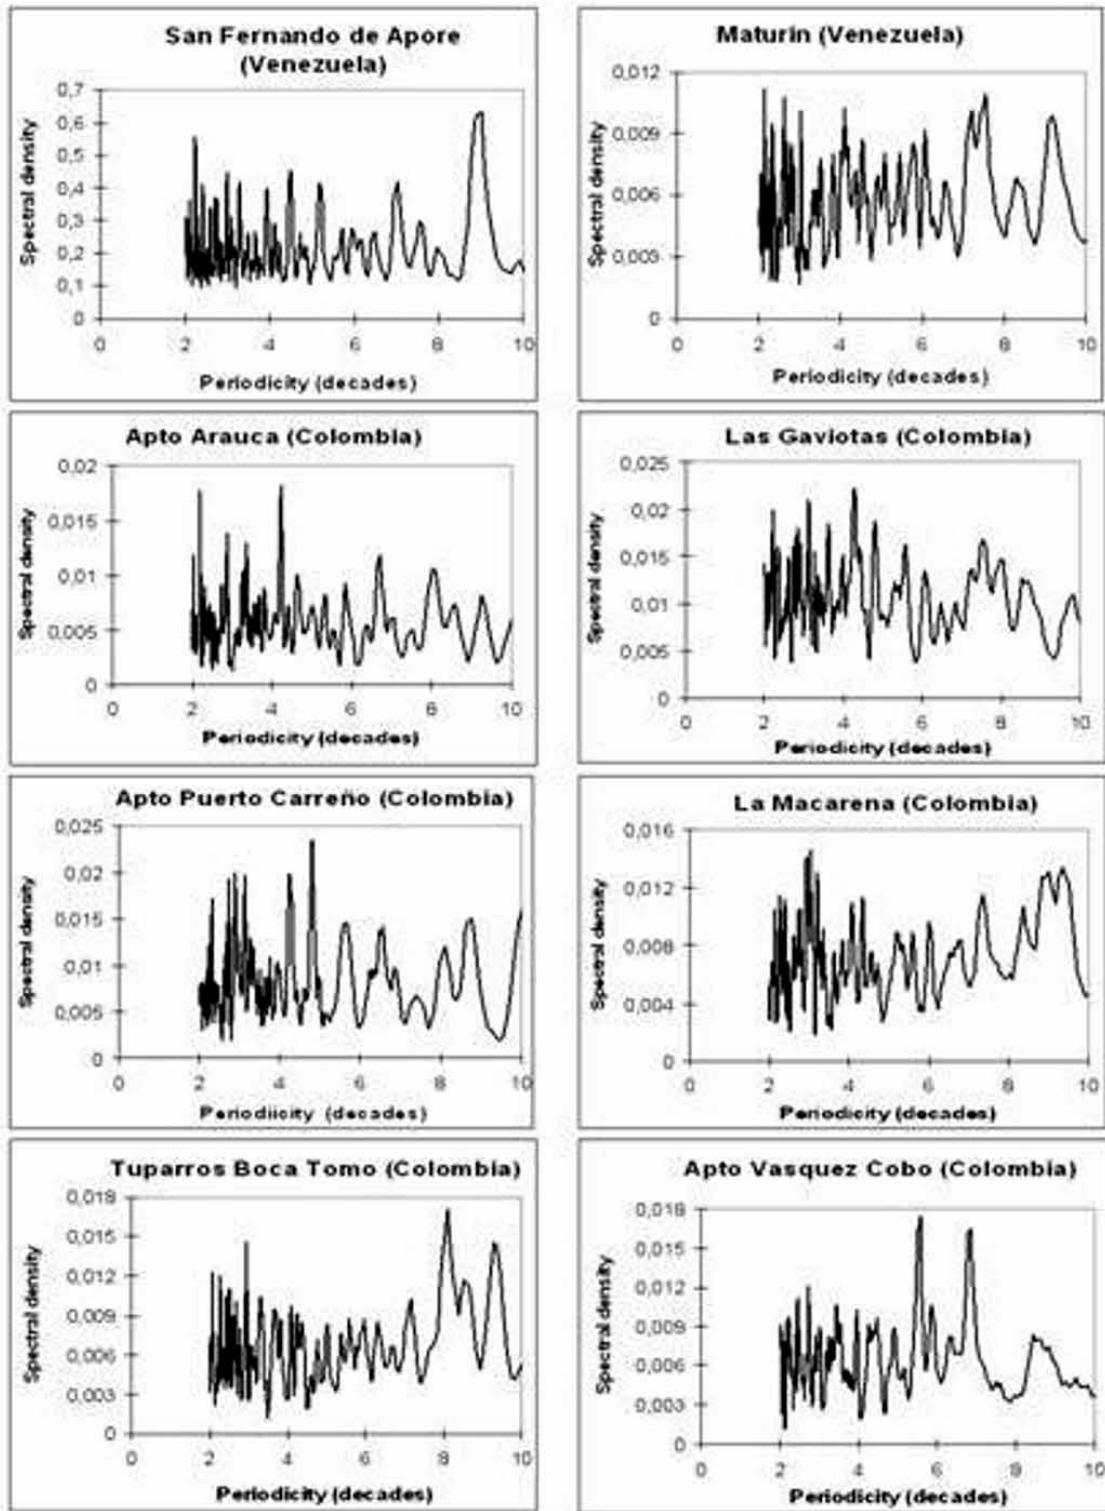 San Fernando de Apore
(Venezuela)
Spectral density
0,7
0,6
0,5
0,4
0,3
0,2
0,1
0
0 2 4 6 8 10
Periodicity (decades)
Maturin (Venezuela)
Spectral density
0,012
0,009
0,006
0,003
0
0 2 4 6 8 10
Periodicity (decades)
Apto Arauca (Colombia)
Spectral density
0,02
0,015
0,01
0,005
0
0 2 4 6 8 10
Periodicity (decades)
Las Gaviotas (Colombia)
Spectral density
0,025
0,02
0,015
0,01
0,005
0
0 2 4 6 8 10
Periodicity (decades)
Apto Puerto Carreño (Colombia)
Spectral density
0,025
0,02
0,015
0,01
0,005
0
0 2 4 6 8 10
Periodiicity (decades)
La Macarena (Colombia)
Spectral density
0,016
0,012
0,008
0,004
0
0 2 4 6 8 10
Periodicity (decades)
Tuparros Boca Tomo (Colombia)
Spectral density
0,018
0,015
0,012
0,009
0,006
0,003
0
0 2 4 6 8 10
Periodicity (decades)
Apto Vasquez Cobo (Colombia)
Spectral density
0,018
0,015
0,012
0,009
0,006
0,003
0
0 2 4 6 8 10
Periodicity (decades)